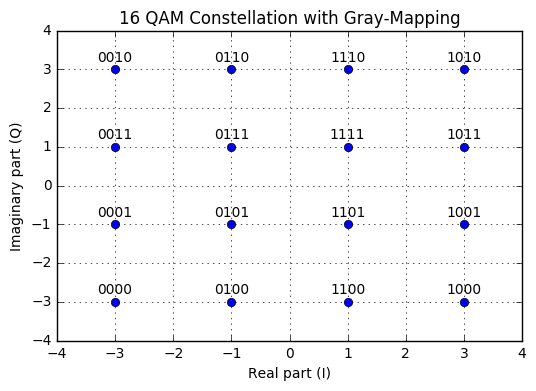 16 QAM Constellation with Gray-Mapping
4
0010 0110 1110 1010
3
2
0011 0111 1111 1011
1
0
0001 0101 1101 1001
−1
−2
0000 0100 1100 1000
−3
−4
−4 −3 −2 −1 0 1 2 3 4
Imaginary part (Q)
Real part (I)